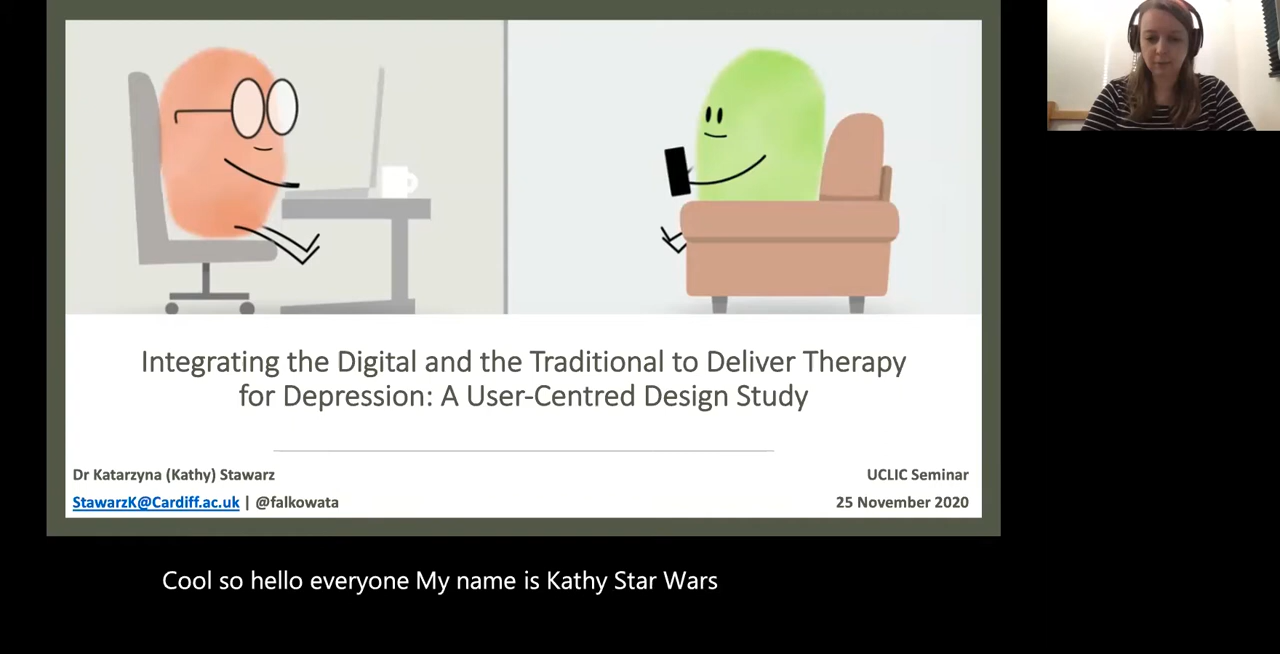 Integrating the Digital and the Traditional to Deliver Therapy
for Depression: A User-Centred Design Study
Dr Katarzyna (Kathy) Stawarz
UCLIC Seminar
StawarzK@Cardiff.ac.uk | @falkowata
25 November 2020
Cool so hello everyone My name is Kathy Star Wars